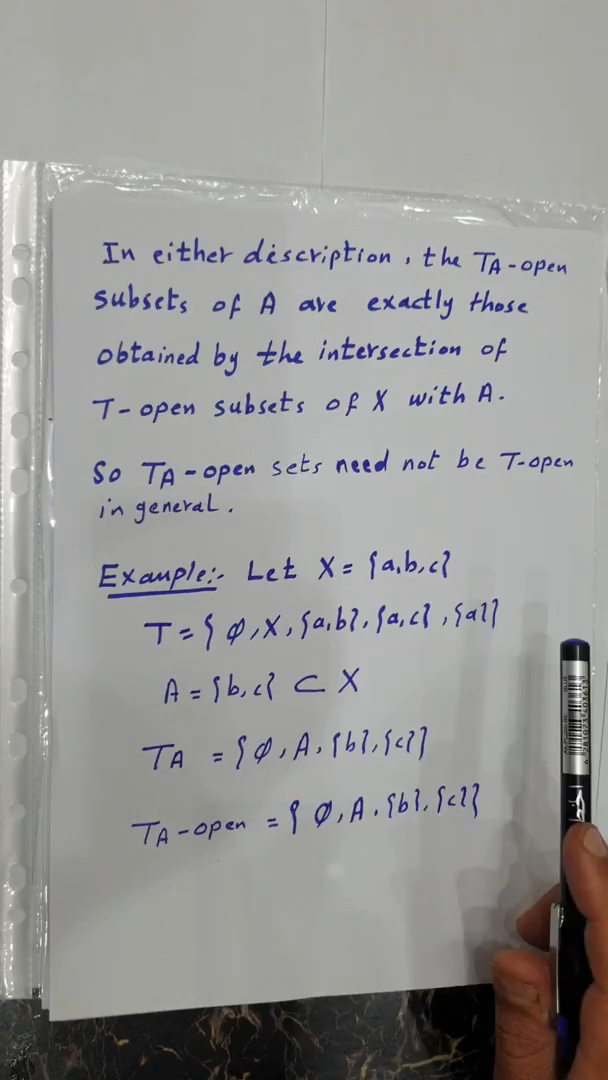 In either discription, the TA-open
subsets of A are exactly those
obtained by the intersection of
T-open subsets of X with A.
So TA-open sets need not be T-open
in general.
Example:- Let X = {a,b,c}
T = { ∅, X, {a,b}, {a,c}, {a}}
A = {b,c} ⊂ X
TA = {∅, A, {b}, {c}}
TA-open = { ∅, A, {b}, {c}}